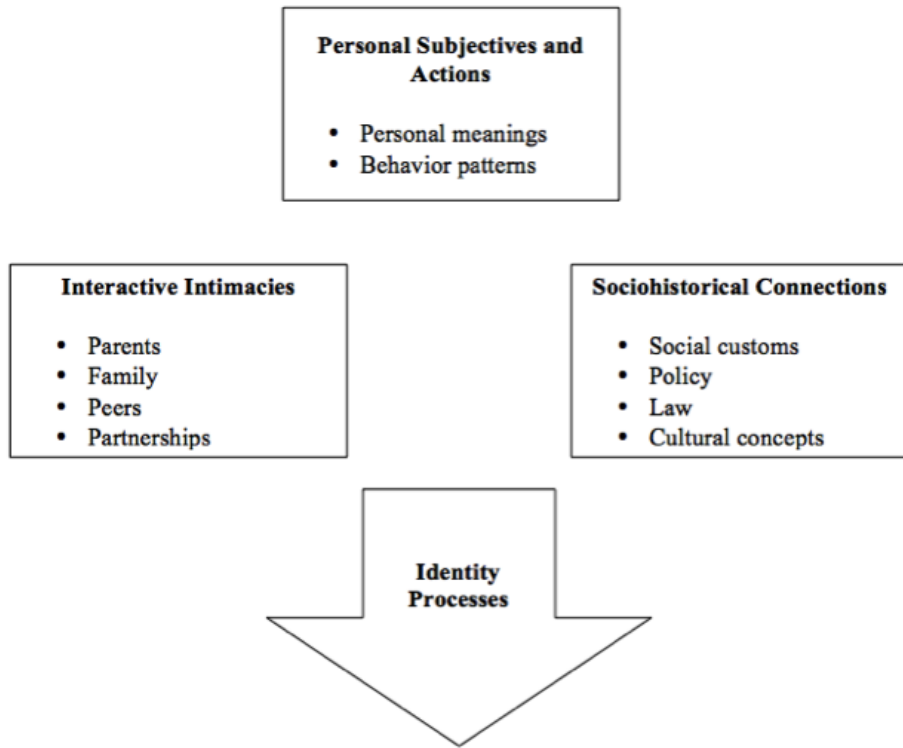 Personal Subjectives and
Actions
• Personal meanings
• Behavior patterns
Interactive Intimacies
• Parents
• Family
• Peers
• Partnerships
Sociohistorical Connections
• Social customs
• Policy
• Law
• Cultural concepts
Identity
Processes